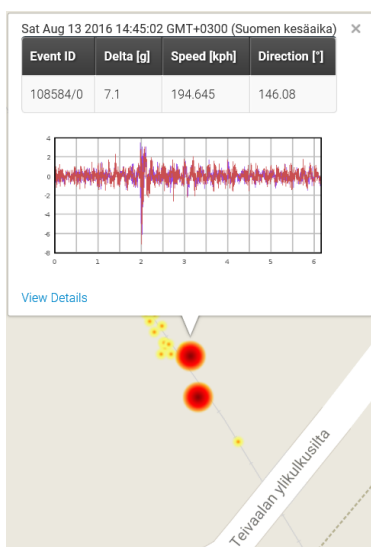 Sat Aug 13 2016 14:45:02 GMT+0300 (Suomen kesäaika) ×
Event ID Delta [g] Speed [kph] Direction [°]
108584/0 7.1 194.645 146.08
4
2
0
-2
-4
-6
-8
0 1 2 3 4 5 6
View Details
Teivaalan ylikulkusilta